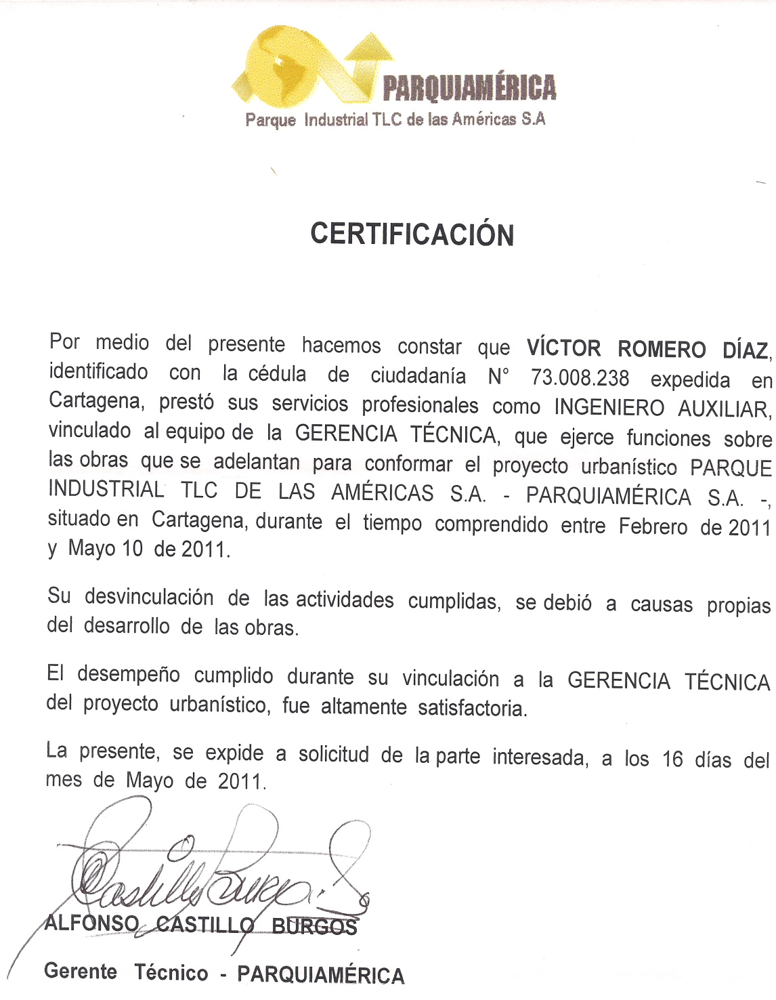 PARQUIAMÉRICA
Parque Industrial TLC de las Américas S.A
CERTIFICACIÓN
Por medio del presente hacemos constar que VÍCTOR ROMERO DÍAZ,
identificado con la cédula de ciudadanía N° 73.008.238 expedida en
Cartagena, prestó sus servicios profesionales como INGENIERO AUXILIAR,
vinculado al equipo de la GERENCIA TÉCNICA, que ejerce funciones sobre
las obras que se adelantan para conformar el proyecto urbanístico PARQUE
INDUSTRIAL TLC DE LAS AMÉRICAS S.A. - PARQUIAMÉRICA S.A. -,
situado en Cartagena, durante el tiempo comprendido entre Febrero de 2011
y Mayo 10 de 2011.
Su desvinculación de las actividades cumplidas, se debió a causas propias
del desarrollo de las obras.
El desempeño cumplido durante su vinculación a la GERENCIA TÉCNICA
del proyecto urbanístico, fue altamente satisfactoria.
La presente, se expide a solicitud de la parte interesada, a los 16 días del
mes de Mayo de 2011.
Castillo Burgos
ALFONSO CASTILLO BURGOS
Gerente Técnico - PARQUIAMÉRICA